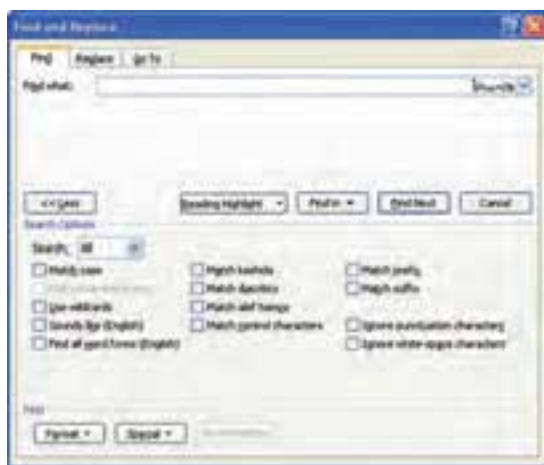 Find and Replace
Find Replace Go To
Find what:
<< Less Reading Highlight Find in Find Next Cancel
Search Options
Search: All
Match case Match kashida Match prefix
Match diacritics Match suffix
Use wildcards Match alef hamza
Sounds like (English) Match control characters Ignore punctuation characters
Find all word forms (English) Ignore white-space characters
Find
Format Special